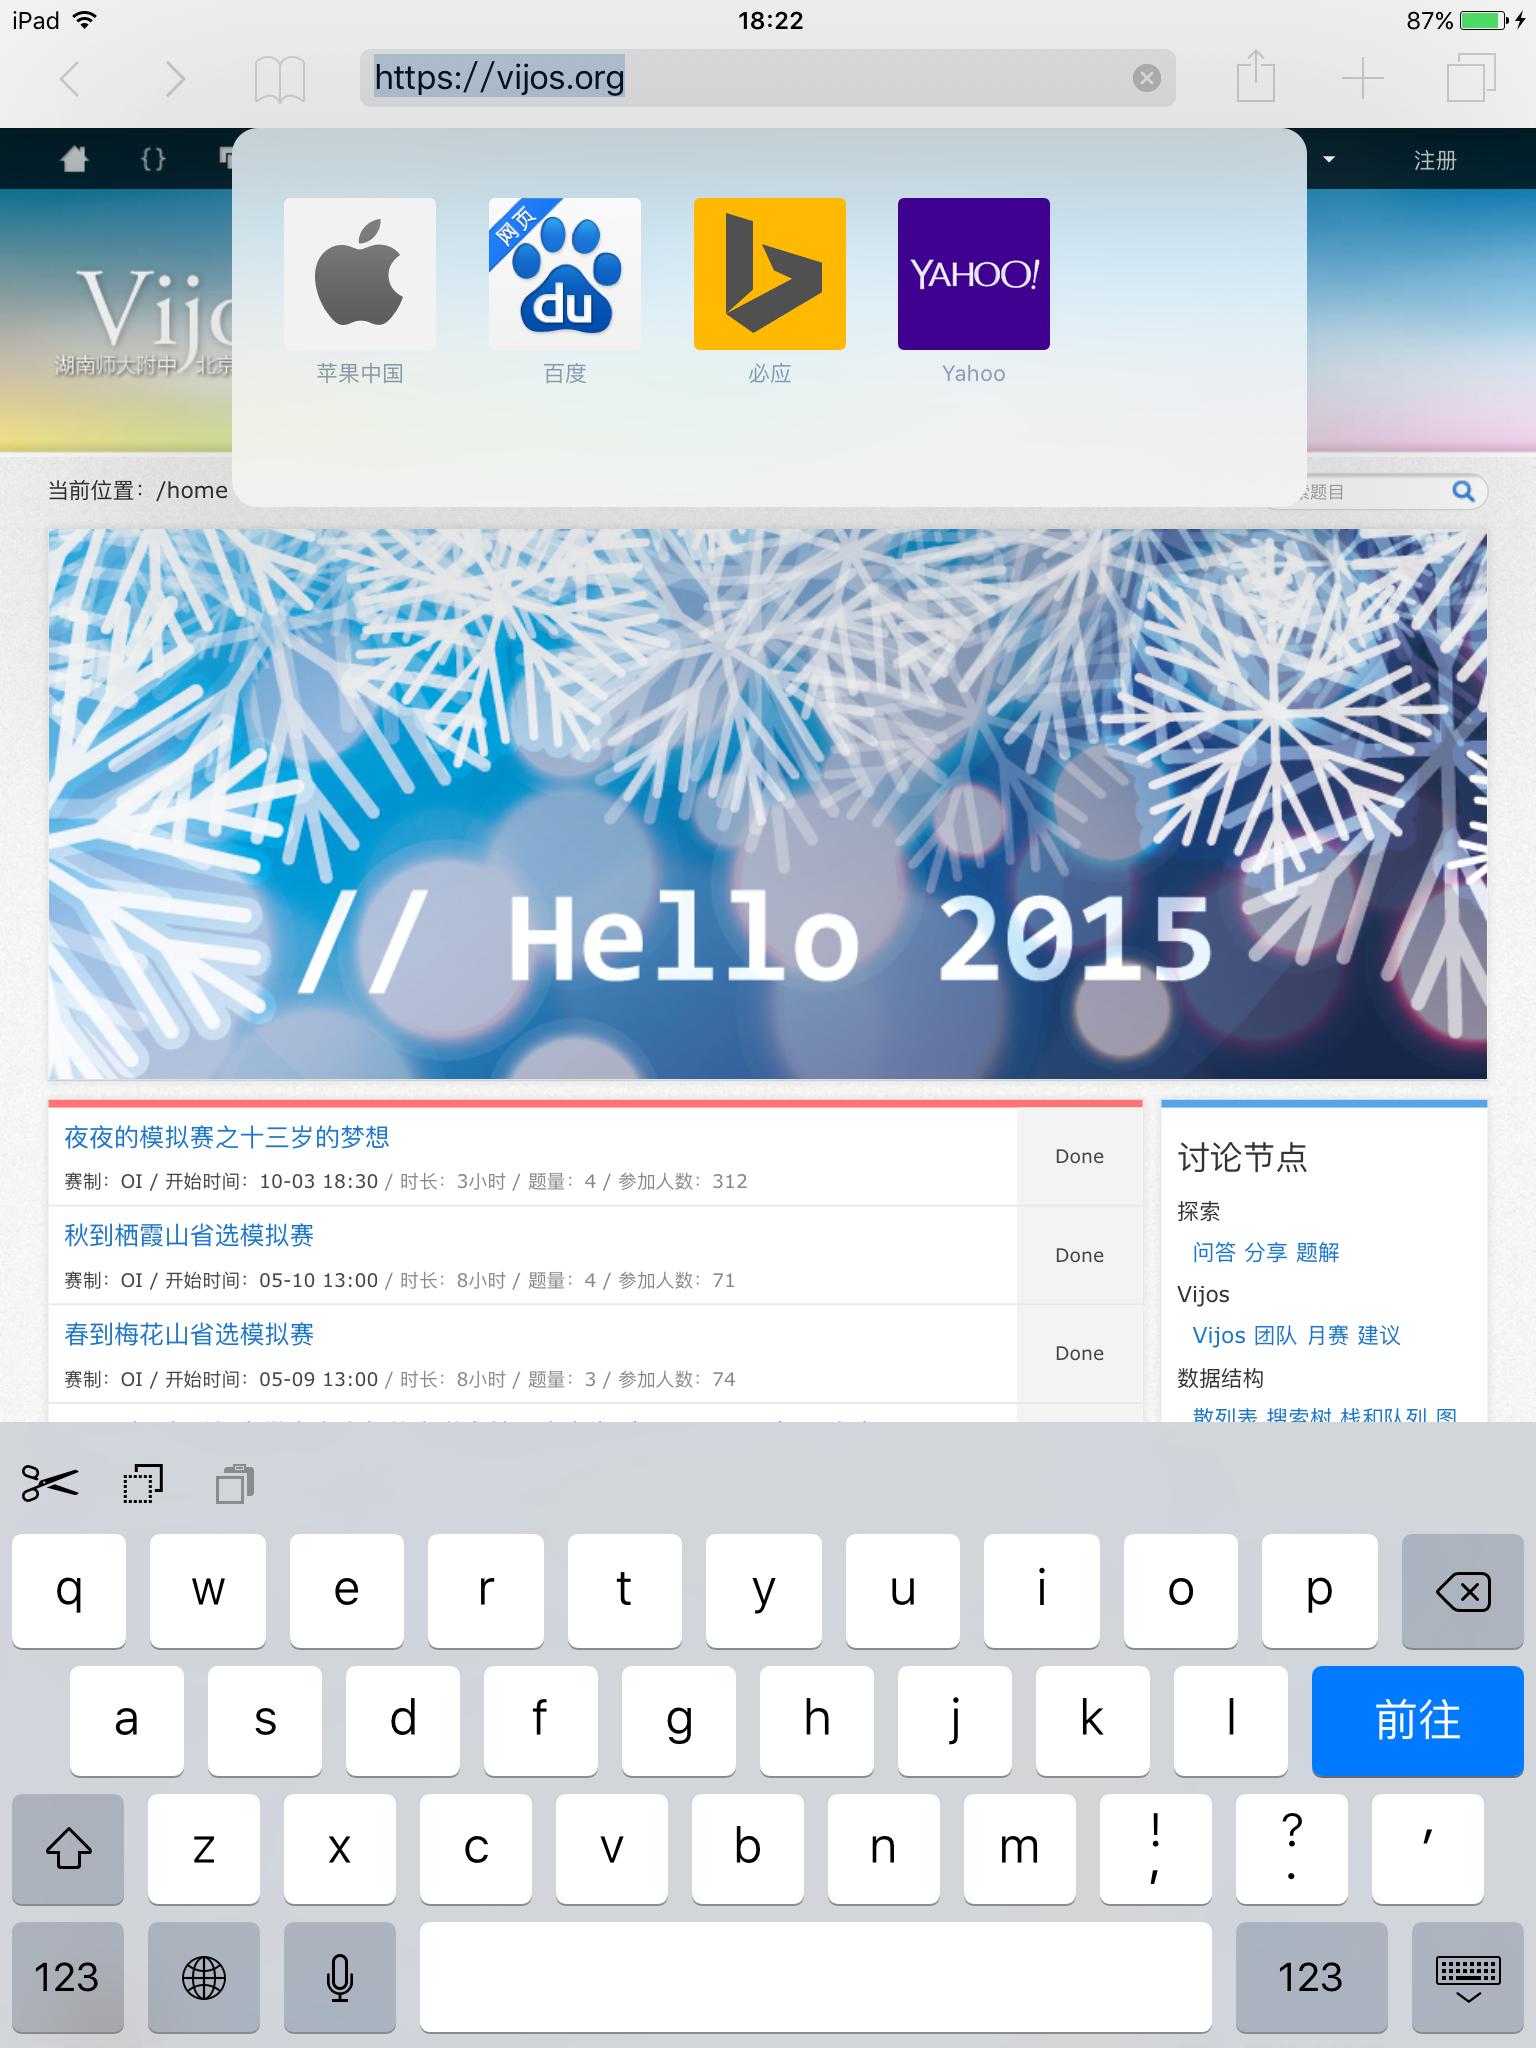 iPad 18:22 87%
https://vijos.org
注册
网页
du
YAHOO!
苹果中国 百度 必应 Yahoo
湖南师大附中
当前位置：/home
题目
// Hello 2015
夜夜的模拟赛之十三岁的梦想
赛制：OI / 开始时间：10-03 18:30 / 时长：3小时 / 题量：4 / 参加人数：312
Done
秋到栖霞山省选模拟赛
赛制：OI / 开始时间：05-10 13:00 / 时长：8小时 / 题量：4 / 参加人数：71
Done
春到梅花山省选模拟赛
赛制：OI / 开始时间：05-09 13:00 / 时长：8小时 / 题量：3 / 参加人数：74
Done
讨论节点
探索
问答 分享 题解
Vijos
Vijos 团队 月赛 建议
数据结构
散列表 搜索树 栈和队列 图
q w e r t y u i o p
a s d f g h j k l 前往
z x c v b n m ! , ? . ′
123 123